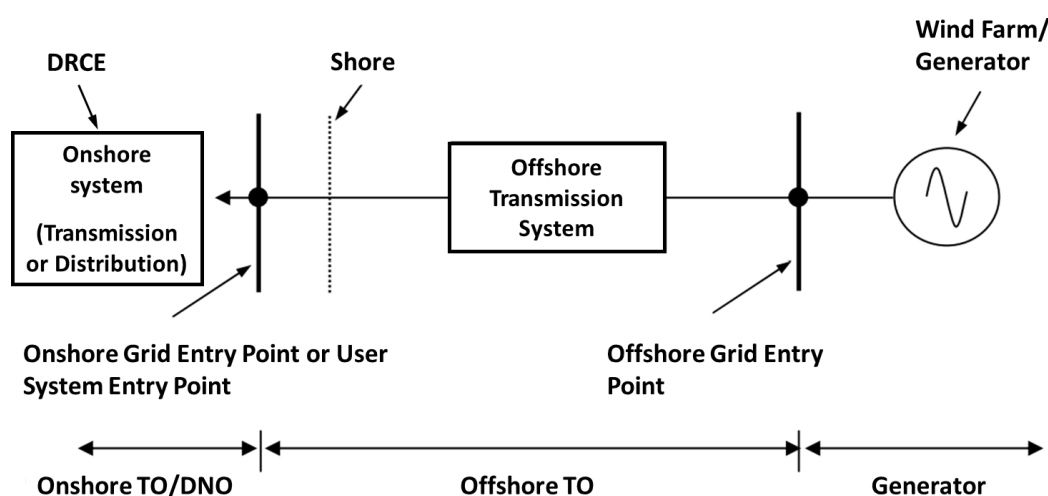 Wind Farm/
Generator
DRCE
Shore
Onshore
system
(Transmission
or Distribution)
Offshore
Transmission
System
Onshore Grid Entry Point or User
System Entry Point
Offshore Grid Entry
Point
Onshore TO/DNO
Offshore TO
Generator